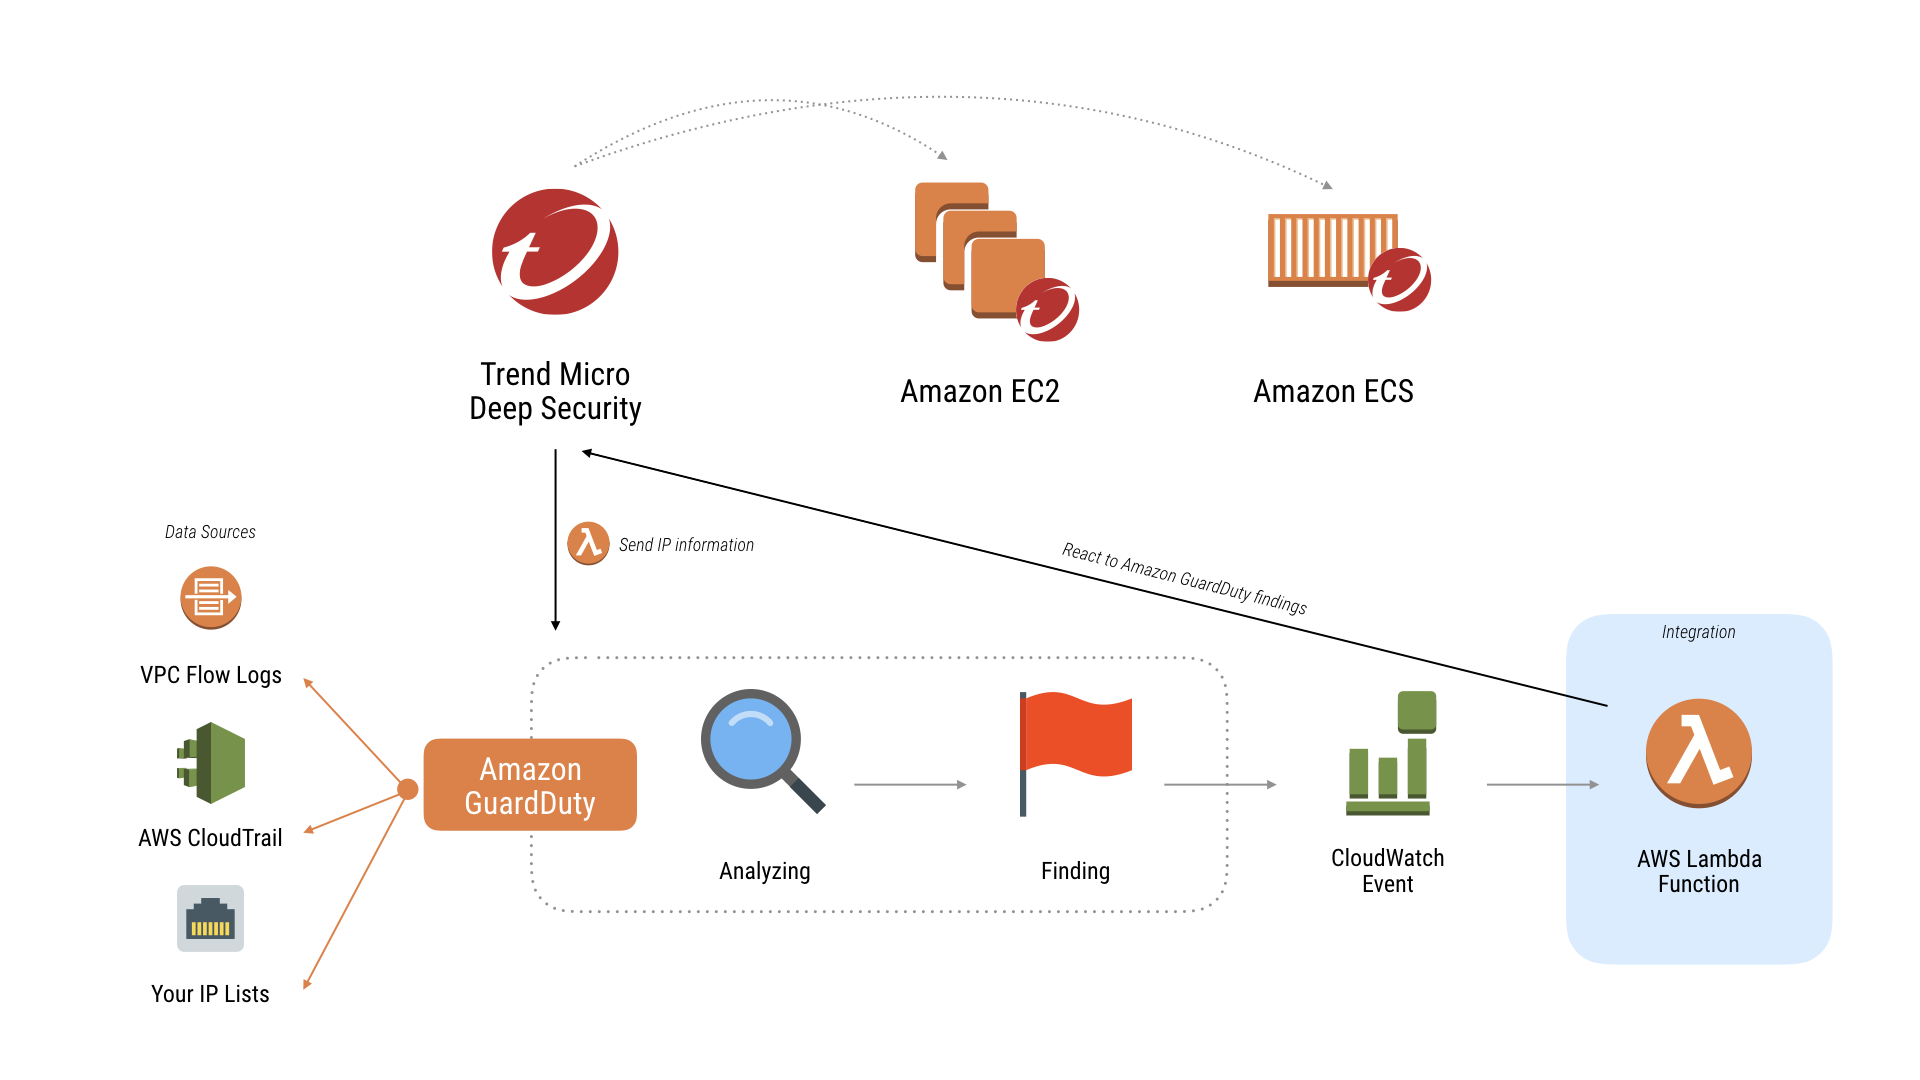 Trend Micro
Deep Security
Amazon EC2
Amazon ECS
Data Sources
Send IP information
React to Amazon GuardDuty findings
Integration
VPC Flow Logs
Amazon
GuardDuty
AWS CloudTrail
Analyzing
Finding
CloudWatch
Event
AWS Lambda
Function
Your IP Lists